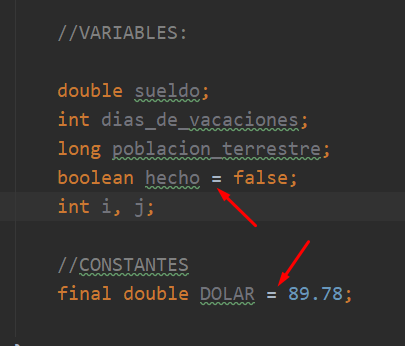 //VARIABLES:
double sueldo;
int dias_de_vacaciones;
long poblacion_terrestre;
boolean hecho = false;
int i, j;
//CONSTANTES
final double DOLAR = 89.78;